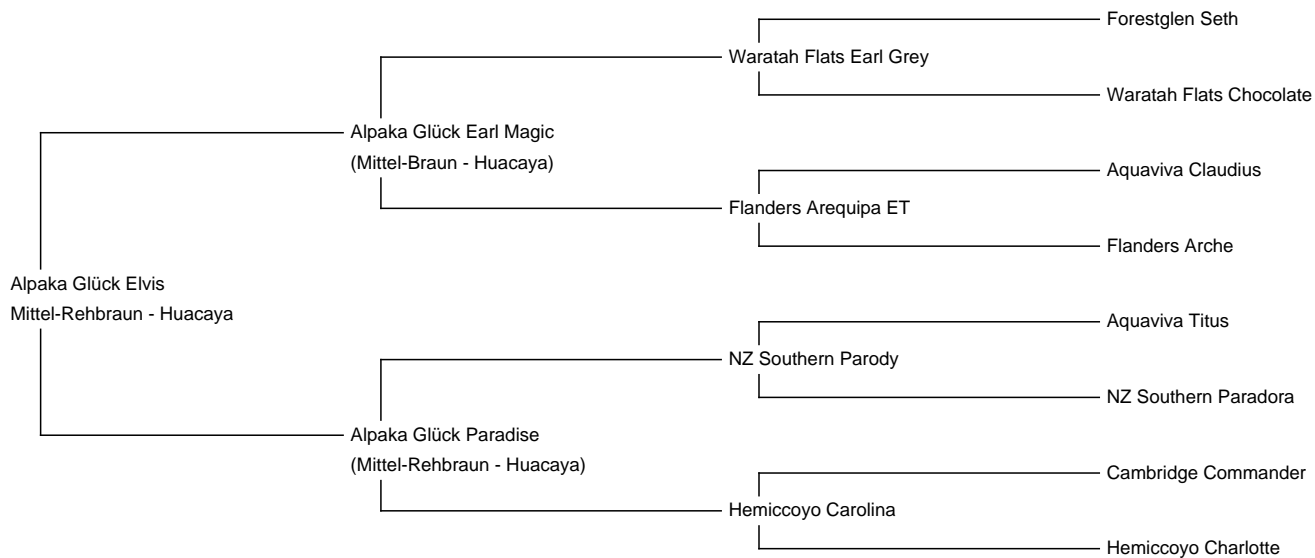 Forestglen Seth
Waratah Flats Earl Grey
Waratah Flats Chocolate
Alpaka Glück Earl Magic
(Mittel-Braun - Huacaya)
Aquaviva Claudius
Flanders Arequipa ET
Flanders Arche
Alpaka Glück Elvis
Mittel-Rehbraun - Huacaya
Aquaviva Titus
NZ Southern Parody
NZ Southern Paradora
Alpaka Glück Paradise
(Mittel-Rehbraun - Huacaya)
Cambridge Commander
Hemiccoyo Carolina
Hemiccoyo Charlotte